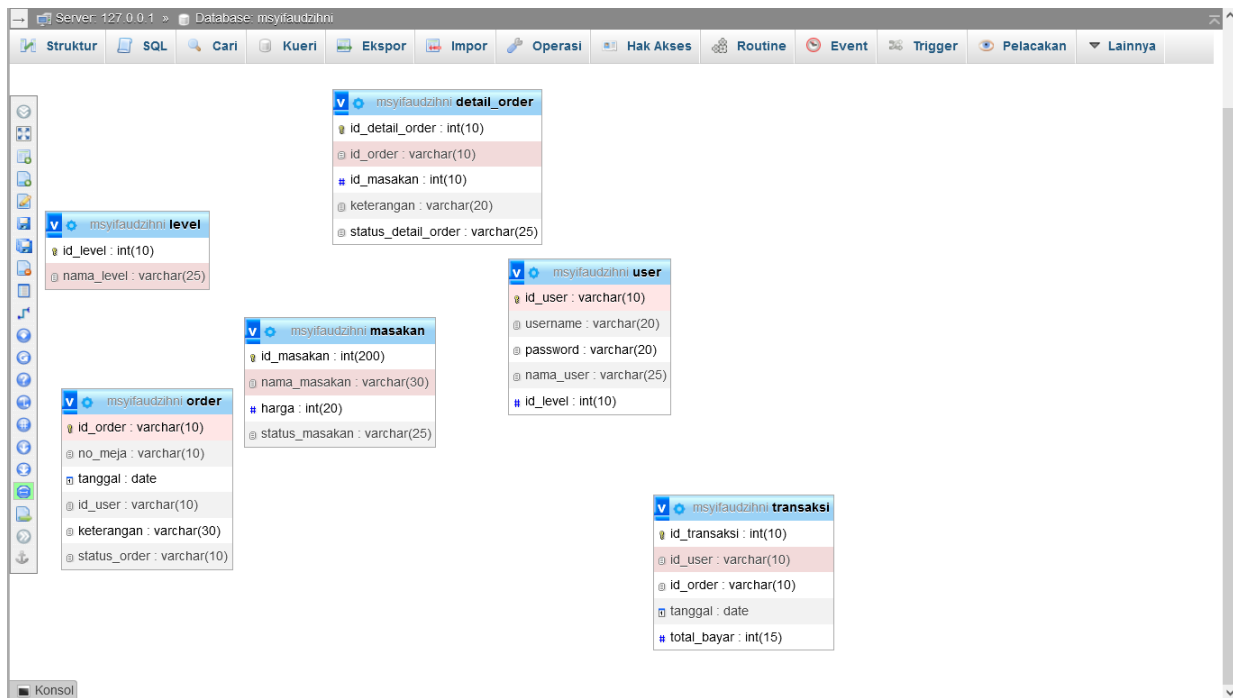 Server: 127.0.0.1 » Database: msyifaudzihni
Struktur SQL Cari Kueri Ekspor Impor Operasi Hak Akses Routine Event Trigger Pelacakan Lainnya
v msyifaudzihni detail_order
id_detail_order : int(10)
id_order : varchar(10)
# id_masakan : int(10)
keterangan : varchar(20)
status_detail_order : varchar(25)
v msyifaudzihni level
id_level : int(10)
nama_level : varchar(25)
v msyifaudzihni user
id_user : varchar(10)
username : varchar(20)
password : varchar(20)
nama_user : varchar(25)
# id_level : int(10)
v msyifaudzihni masakan
id_masakan : int(200)
nama_masakan : varchar(30)
# harga : int(20)
status_masakan : varchar(25)
v msyifaudzihni order
id_order : varchar(10)
no_meja : varchar(10)
tanggal : date
id_user : varchar(10)
keterangan : varchar(30)
status_order : varchar(10)
v msyifaudzihni transaksi
id_transaksi : int(10)
id_user : varchar(10)
id_order : varchar(10)
tanggal : date
# total_bayar : int(15)
Konsol